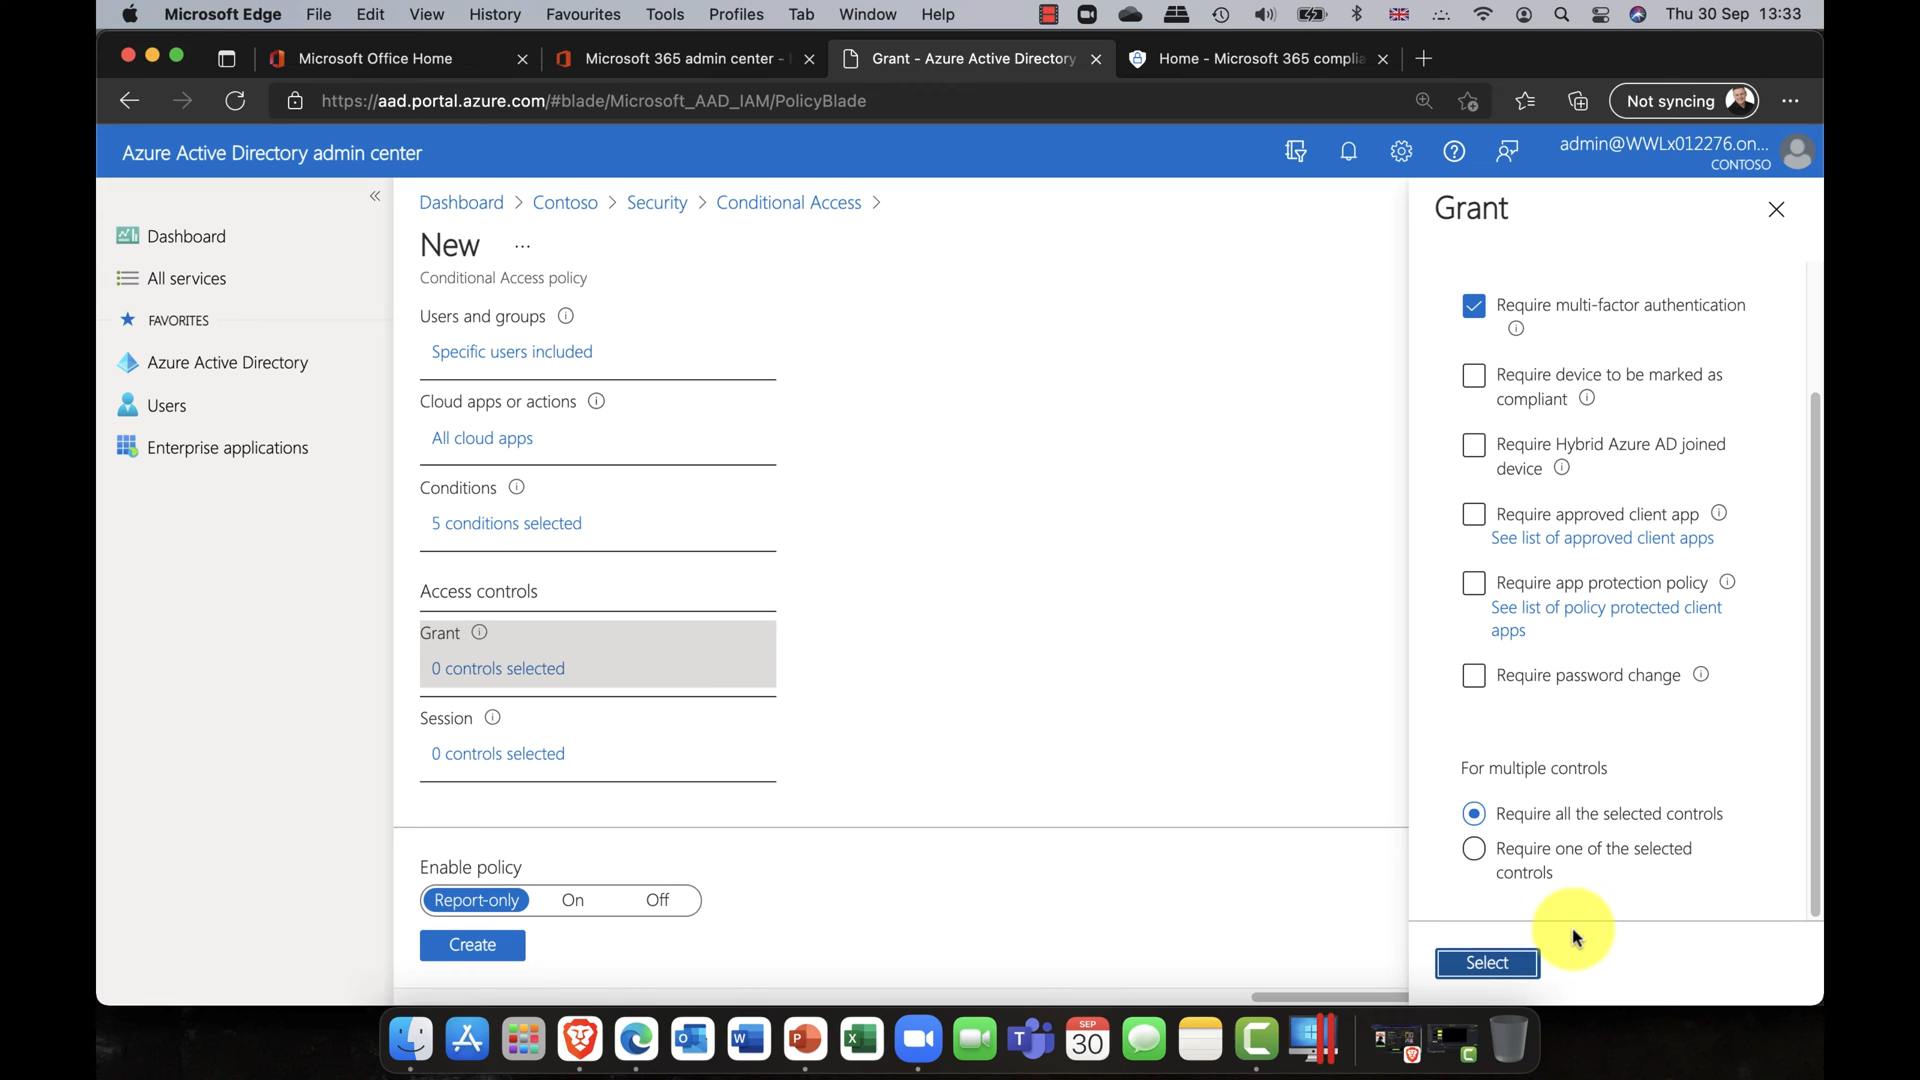 Microsoft Edge File Edit View History Favourites Tools Profiles Tab Window Help Thu 30 Sep 13:33
Microsoft Office Home Microsoft 365 admin center - Grant - Azure Active Directory Home - Microsoft 365 complia
https://aad.portal.azure.com/#blade/Microsoft_AAD_IAM/PolicyBlade Not syncing
Azure Active Directory admin center
admin@WWLx012276.on...
CONTOSO
Dashboard
All services
FAVORITES
Azure Active Directory
Users
Enterprise applications
Dashboard > Contoso > Security > Conditional Access >
New ...
Conditional Access policy
Users and groups
Specific users included
Cloud apps or actions
All cloud apps
Conditions
5 conditions selected
Access controls
Grant
0 controls selected
Session
0 controls selected
Enable policy
Report-only On Off
Create
Grant
Require multi-factor authentication
Require device to be marked as
compliant
Require Hybrid Azure AD joined
device
Require approved client app
See list of approved client apps
Require app protection policy
See list of policy protected client
apps
Require password change
For multiple controls
Require all the selected controls
Require one of the selected
controls
Select
SEP
30